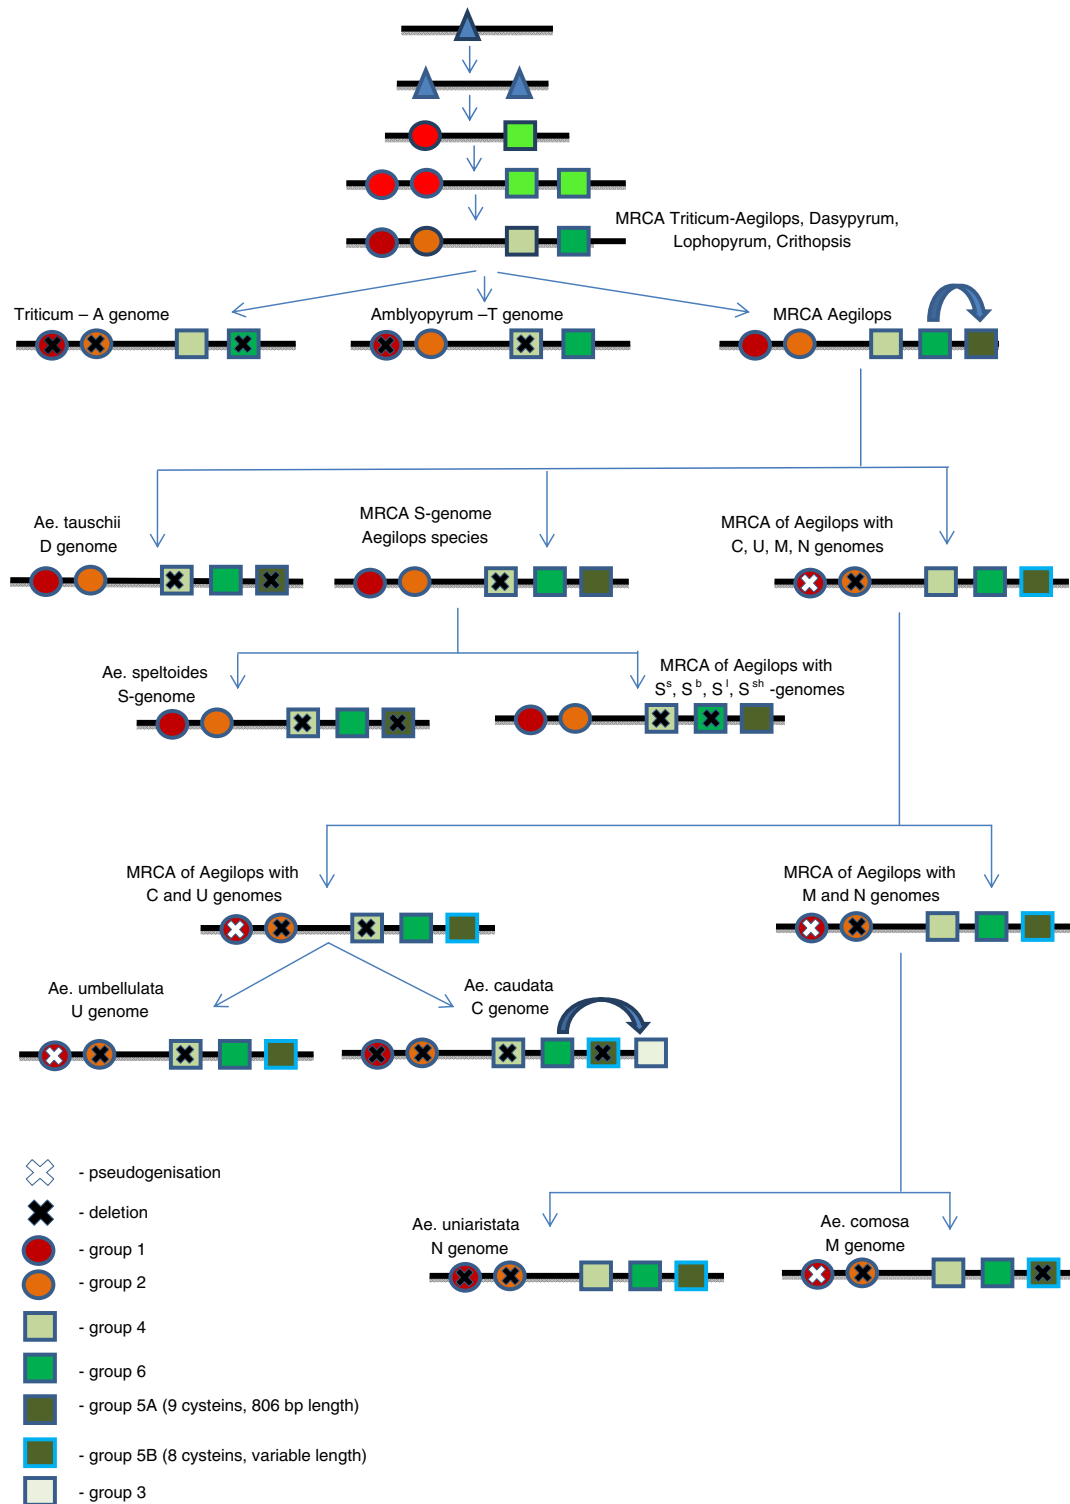 MRCA Triticum-Aegilops, Dasypyrum,
Lophopyrum, Crithopsis
Triticum – A genome
Amblyopyrum –T genome
MRCA Aegilops
Ae. tauschii
D genome
MRCA S-genome
Aegilops species
MRCA of Aegilops with
C, U, M, N genomes
Ae. speltoides
S-genome
MRCA of Aegilops with
S^s, S^b, S^l, S^sh -genomes
MRCA of Aegilops with
C and U genomes
MRCA of Aegilops with
M and N genomes
Ae. umbellulata
U genome
Ae. caudata
C genome
- pseudogenisation
- deletion
- group 1
- group 2
- group 4
- group 6
- group 5A (9 cysteins, 806 bp length)
- group 5B (8 cysteins, variable length)
- group 3
Ae. uniaristata
N genome
Ae. comosa
M genome